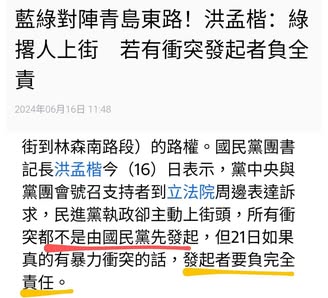 藍綠對陣青島東路！洪孟楷：綠
撂人上街　若有衝突發起者負全
責
2024年06月16日 11:48
街到林森南路段）的路權。國民黨團書
記長洪孟楷今（16）日表示，黨中央與
黨團會號召支持者到立法院周邊表達訴
求，民進黨執政卻主動上街頭，所有衝
突都不是由國民黨先發起，但21日如果
真的有暴力衝突的話，發起者要負完全
責任。